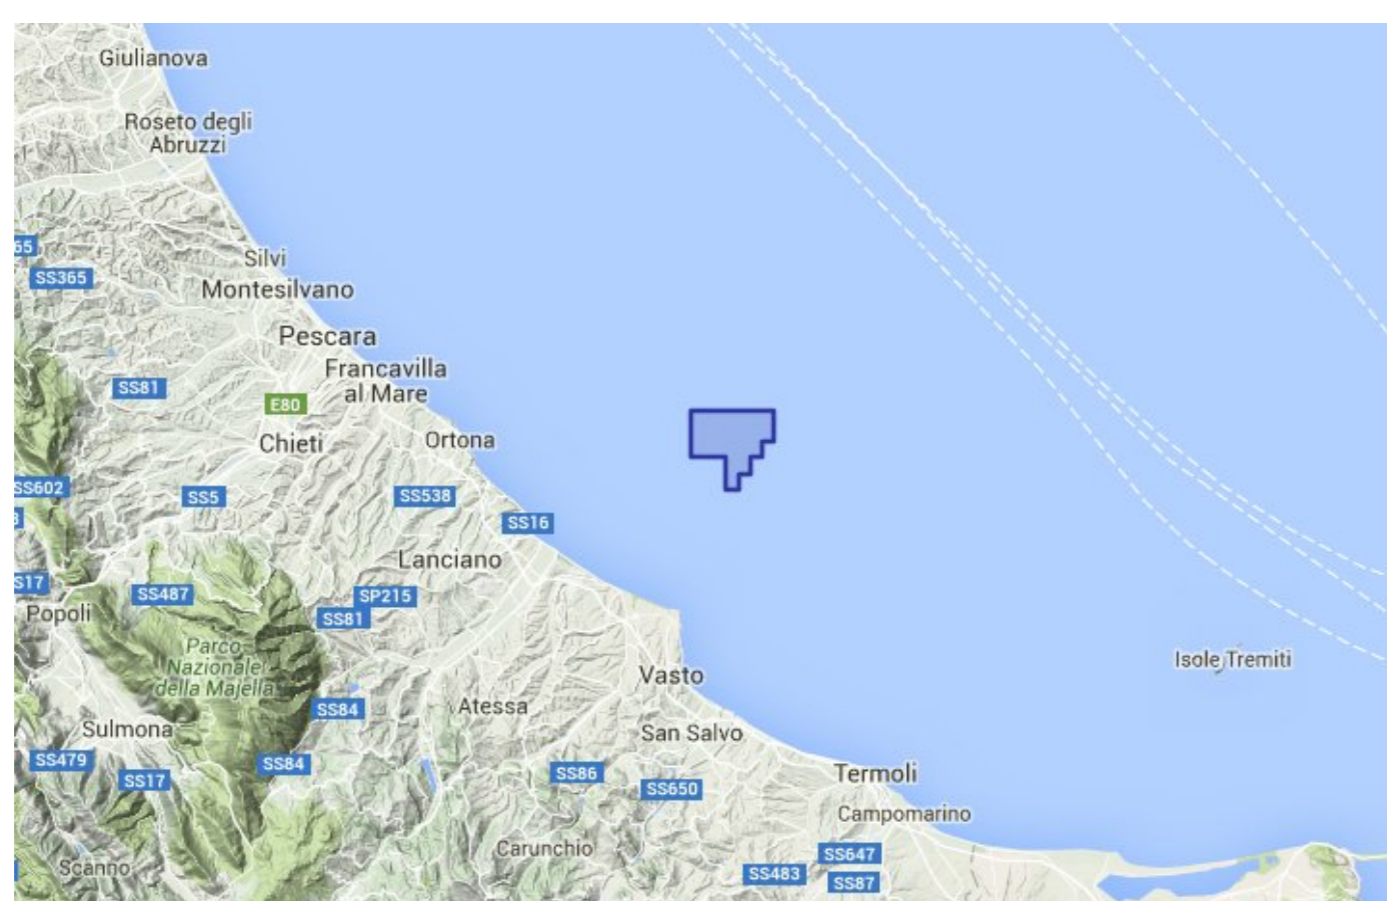 Giulianova
Roseto degli
Abruzzi
65
Silvi
SS365
Montesilvano
Pescara
Francavilla
al Mare
SS81
E80
Chieti
Ortona
SS602
SS5
SS538
SS16
Lanciano
S17
SS487
SP215
Popoli
SS81
Parco
Nazionale
della Majella
Isole Tremiti
Vasto
Atessa
SS84
Sulmona
San Salvo
SS479
SS17
SS84
SS86
SS650
Termoli
Campomarino
Carunchio
SS647
Scanno
SS483
SS87